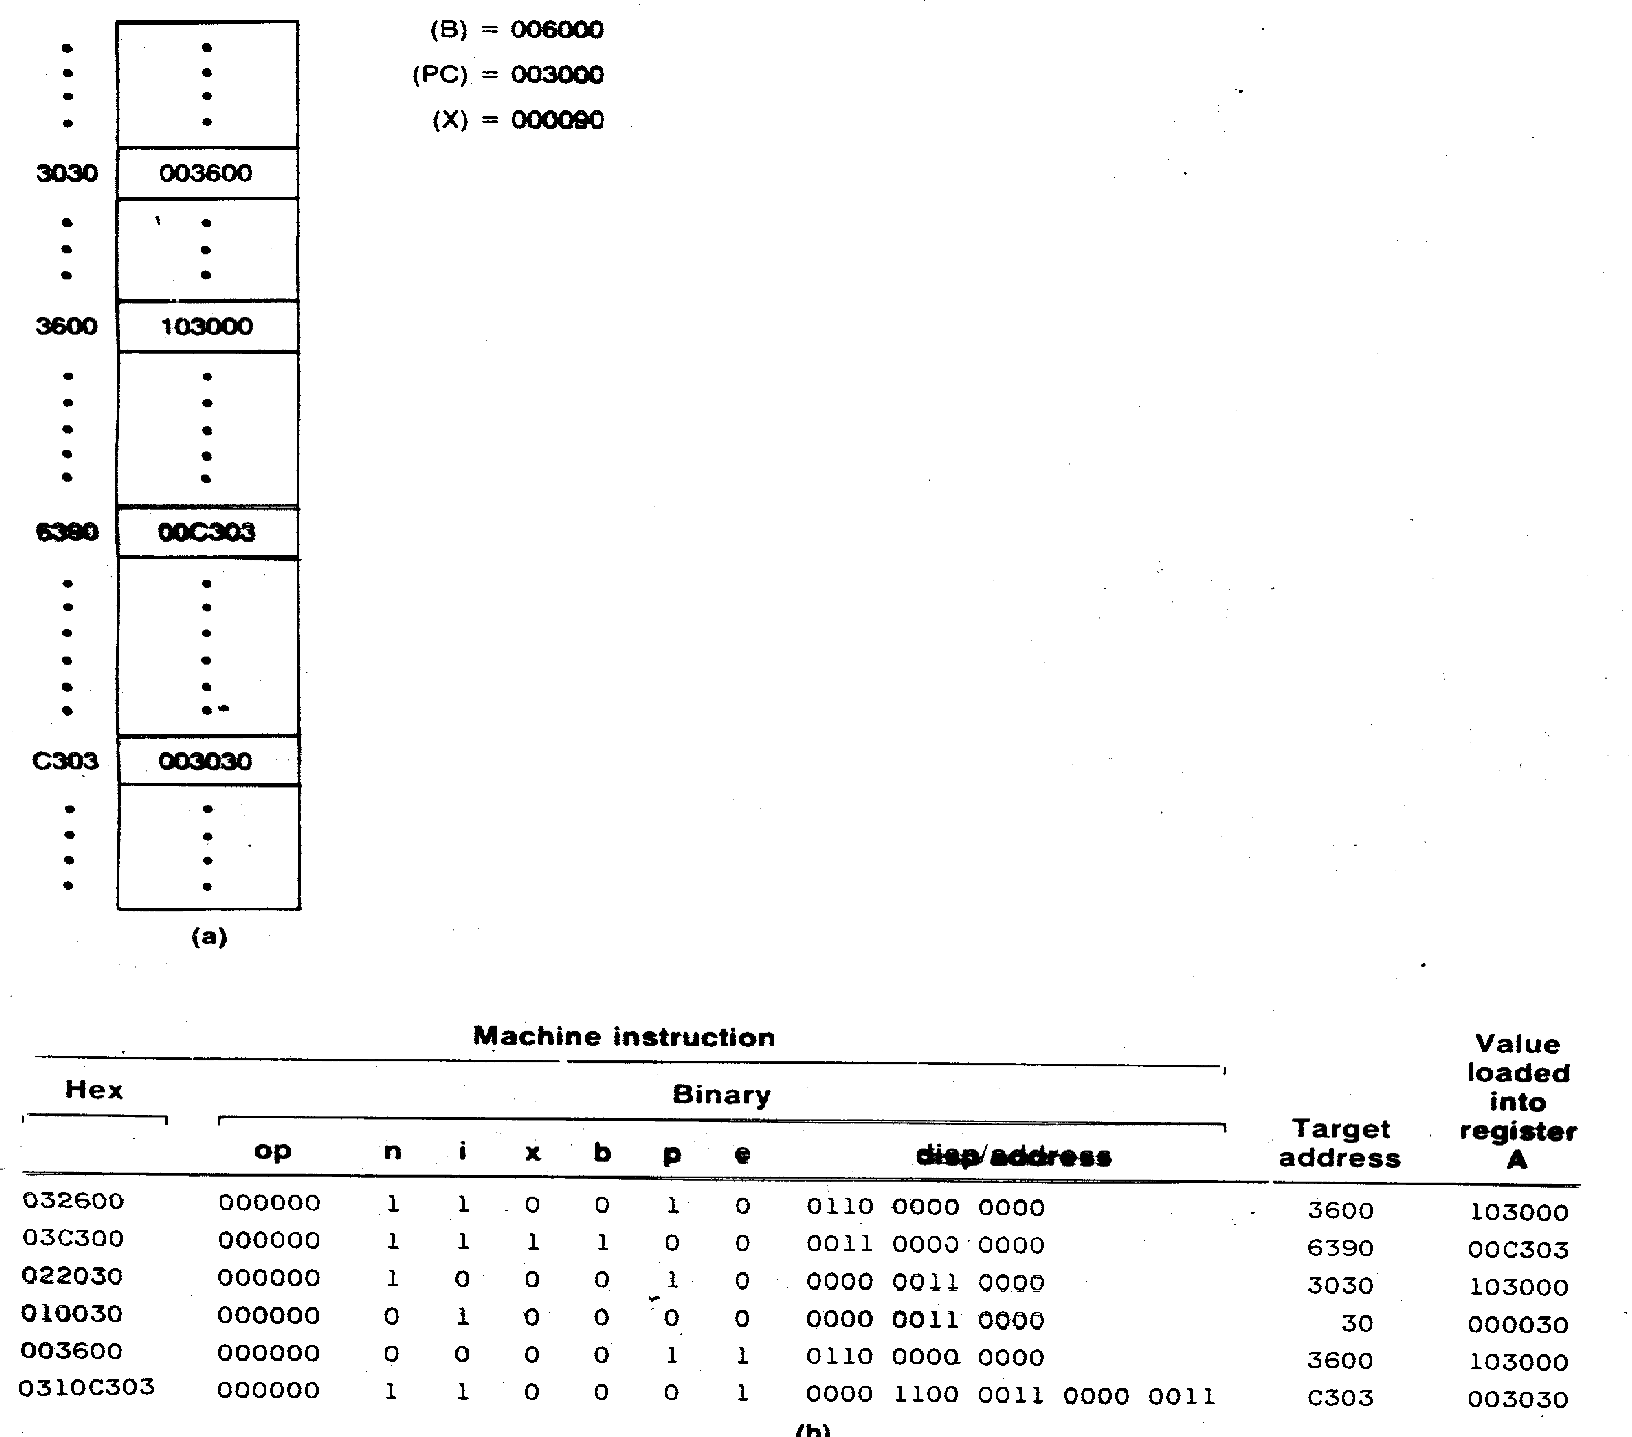 (B) = 006000
(PC) = 003000
(X) = 000090
3030 003600
3600 103000
6390 00C303
C303 003030
(a)
Machine instruction
Value loaded into register A
Hex
Binary
Target address
op n i x b p e disp/address
032600 000000 1 1 0 0 1 0 0110 0000 0000 3600 103000
03C300 000000 1 1 1 1 0 0 0011 0000 0000 6390 00C303
022030 000000 1 0 0 0 1 0 0000 0011 0000 3030 103000
010030 000000 0 1 0 0 0 0 0000 0011 0000 30 000030
003600 000000 0 0 0 0 1 1 0110 0000 0000 3600 103000
0310C303 000000 1 1 0 0 0 1 0000 1100 0011 0000 0011 C303 003030
(b)